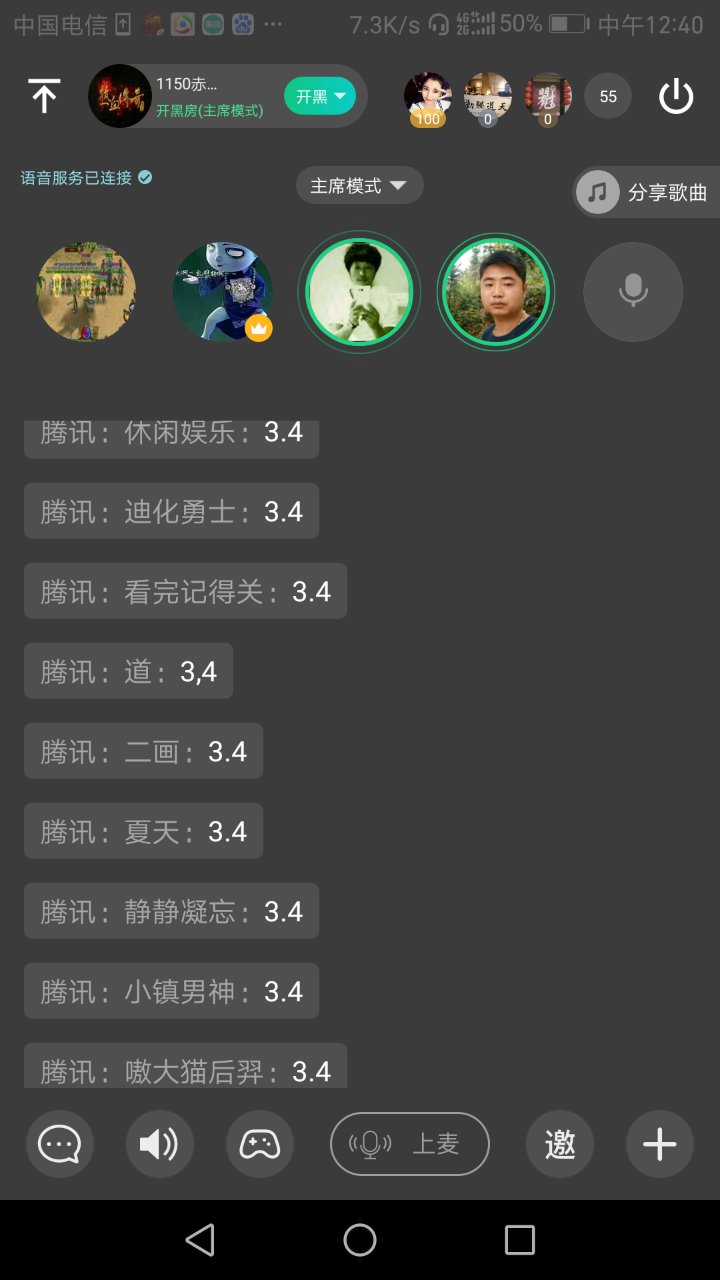 中国电信 ··· 7.3K/s 4G 2G 50% 中午12:40
热血传奇 1150赤... 开黑
开黑房(主席模式)
100 0 0 55
语音服务已连接
主席模式
分享歌曲
腾讯：休闲娱乐：3.4
腾讯：迪化勇士：3.4
腾讯：看完记得关：3.4
腾讯：道：3,4
腾讯：二画：3.4
腾讯：夏天：3.4
腾讯：静静凝忘：3.4
腾讯：小镇男神：3.4
腾讯：嗷大猫后羿：3.4
上麦
邀